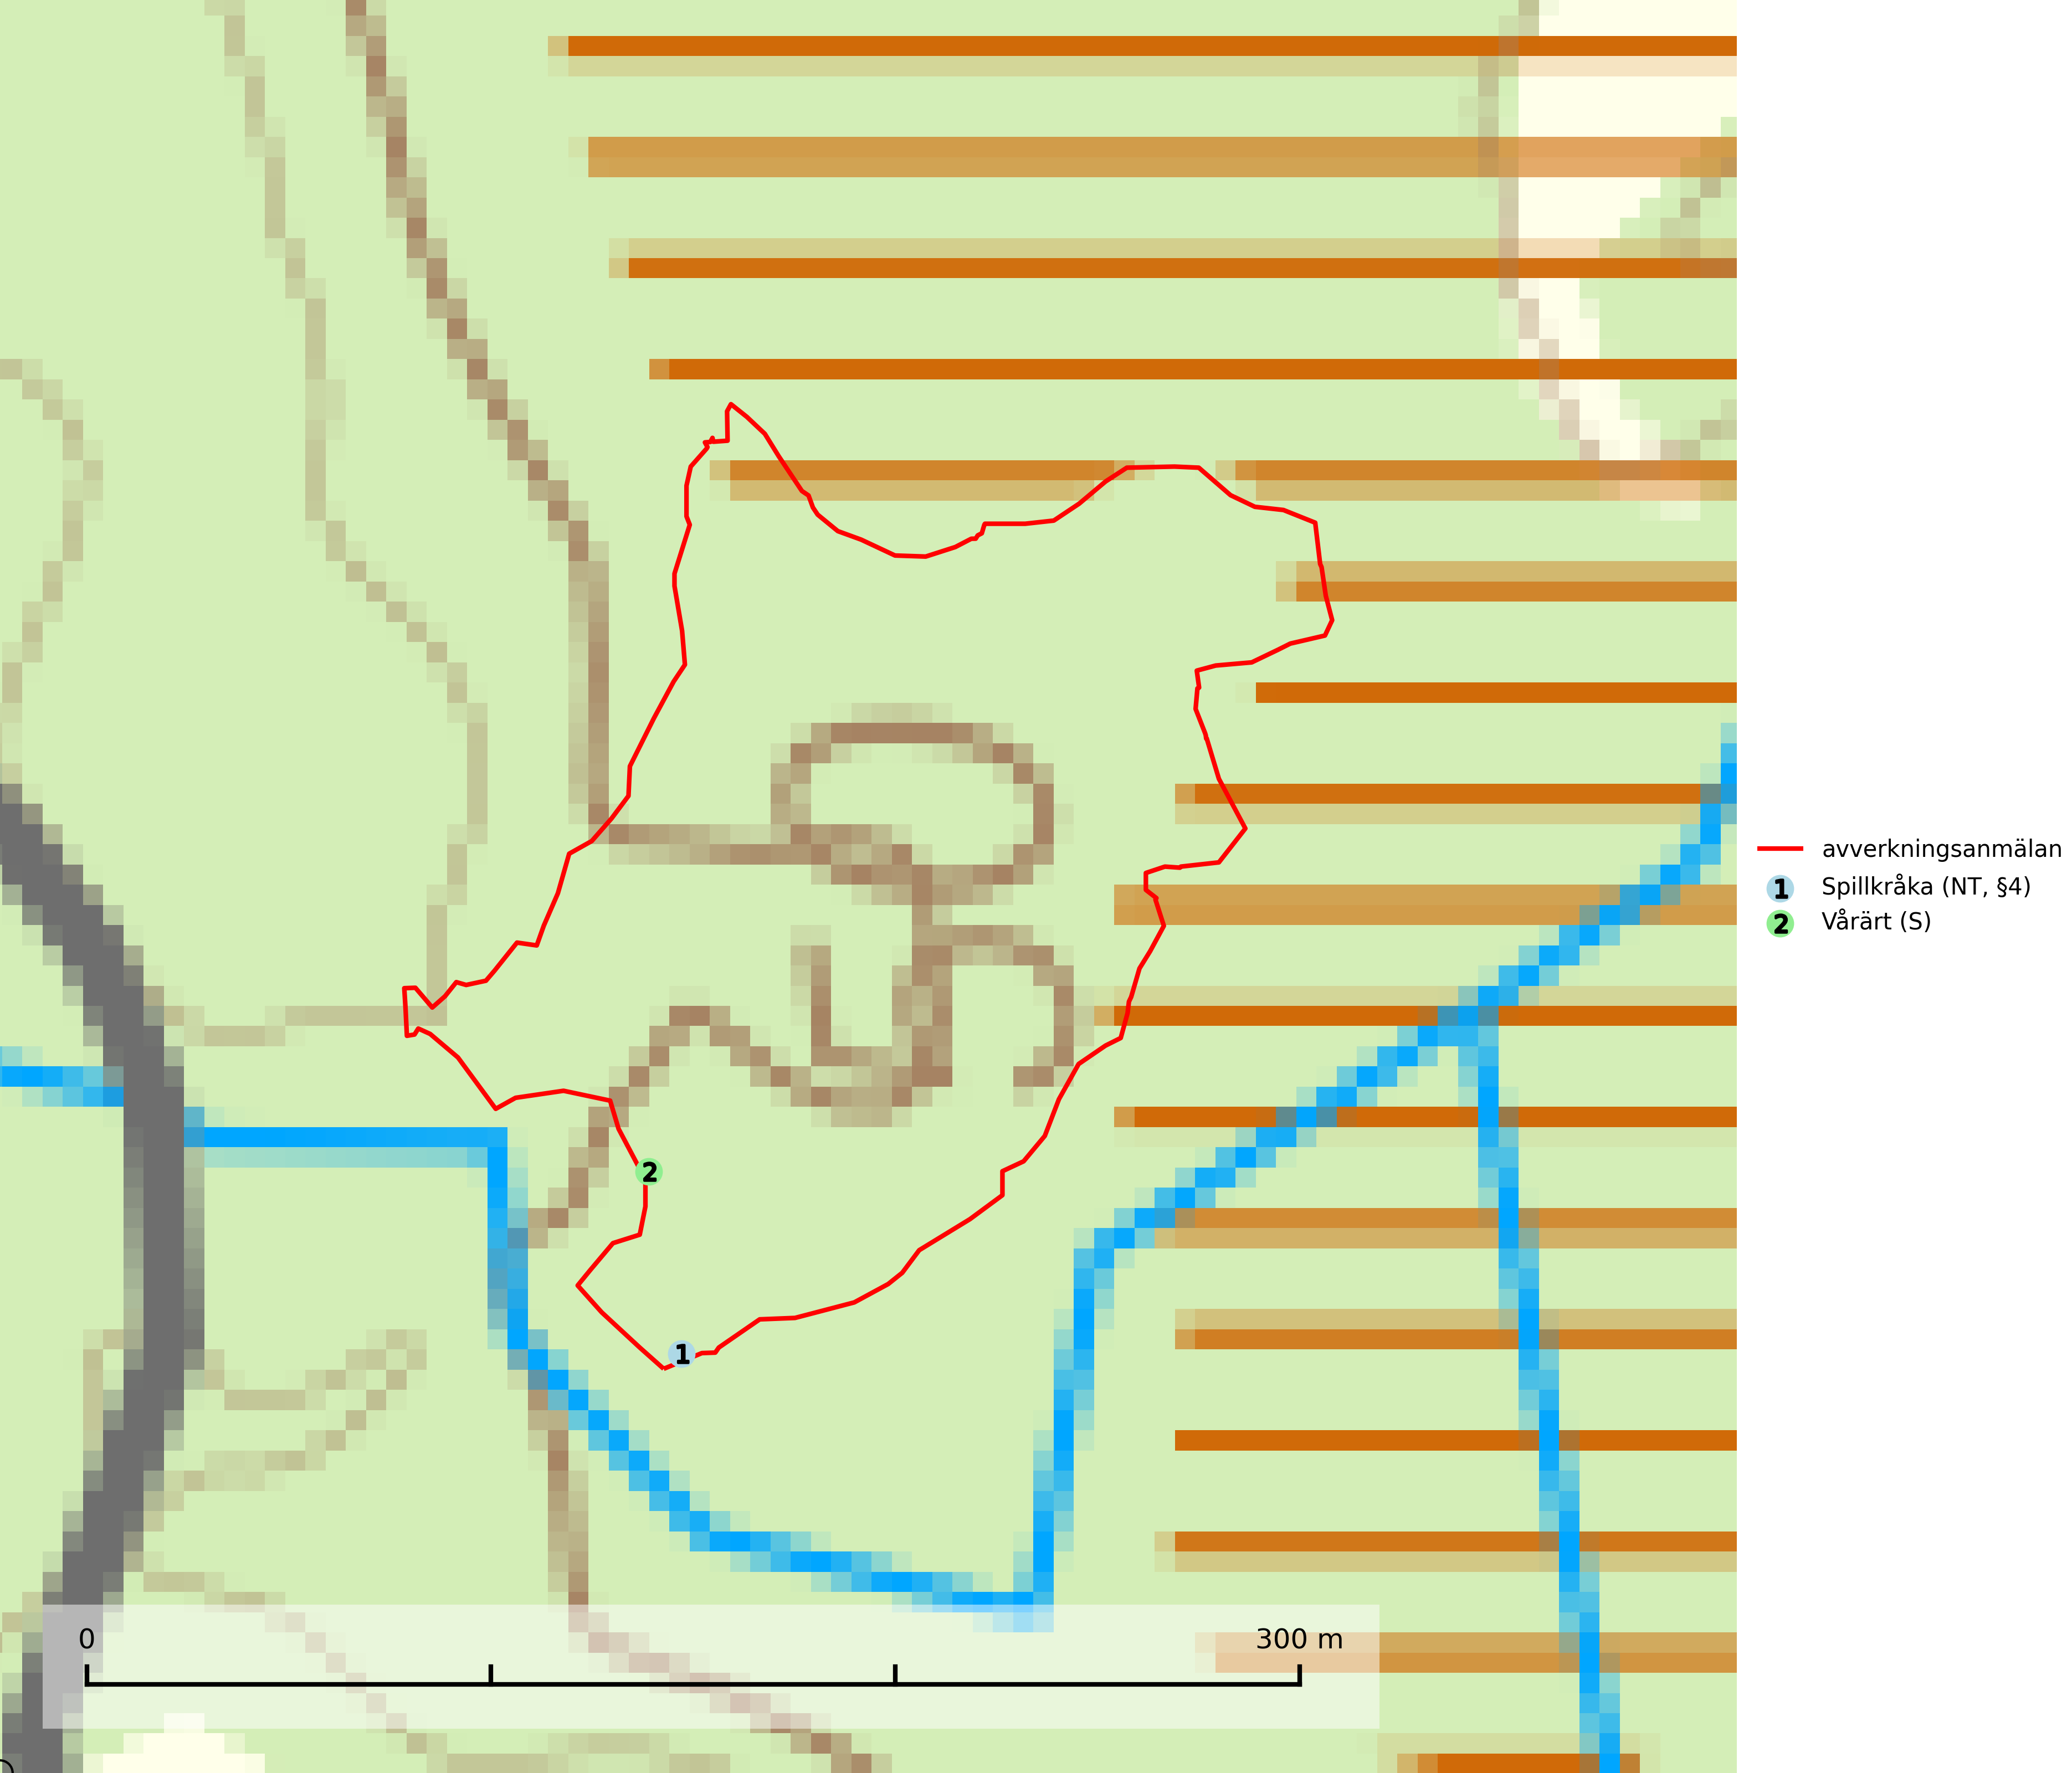 avverkningsanmälan
1 Spillkråka (NT, §4)
2 Vårärt (S)
2
1
0 300 m